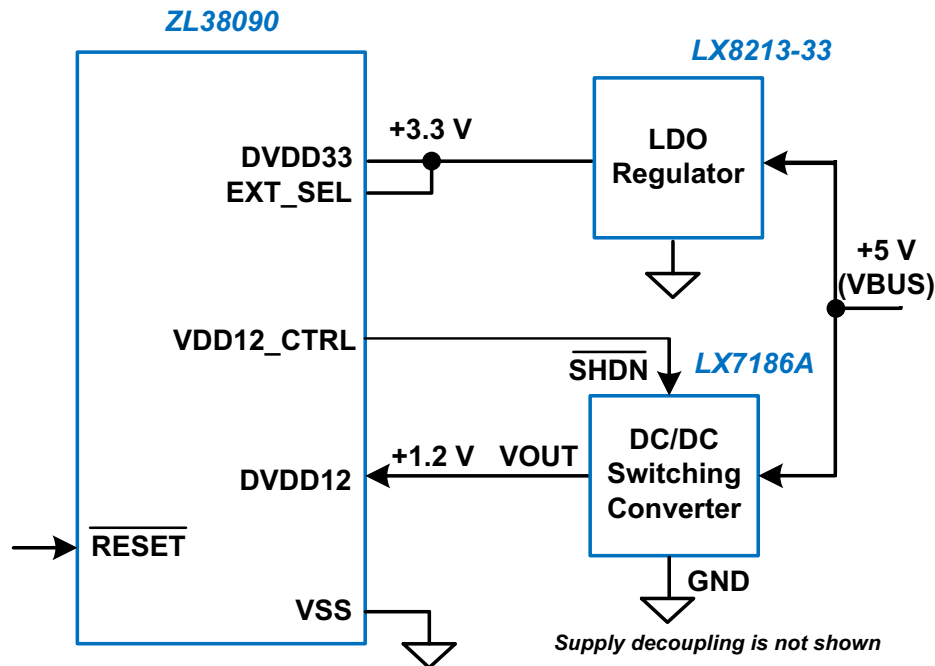 ZL38090
LX8213-33
+3.3 V
LDO
Regulator
DVDD33
EXT_SEL
+5 V
(VBUS)
VDD12_CTRL
SHDN
LX7186A
DC/DC
Switching
Converter
+1.2 V
VOUT
DVDD12
RESET
GND
VSS
Supply decoupling is not shown